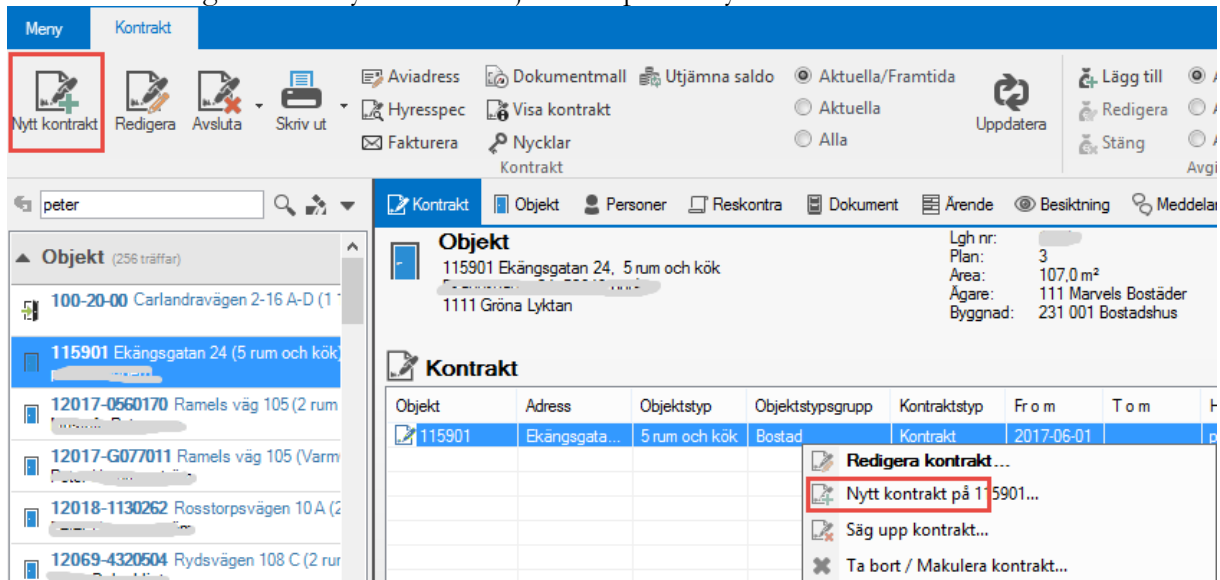 Meny Kontrakt
Nytt kontrakt Redigera Avsluta Skriv ut
Aviadress Dokumentmall Utjämna saldo Aktuella/Framtida
Hyresspec Visa kontrakt Aktuella
Fakturera Nycklar Alla
Uppdatera
Lägg till
Redigera
Stäng
Kontrakt Avgi
peter
Kontrakt Objekt Personer Reskontra Dokument Ärende Besiktning Meddelan
Objekt (256 träffar)
100-20-00 Carlandravägen 2-16 A-D (1
115901 Ekängsgatan 24 (5 rum och kök)
12017-0560170 Ramels väg 105 (2 rum
12017-G077011 Ramels väg 105 (Varm
12018-1130262 Rosstorpsvägen 10 A (2
12069-4320504 Rydsvägen 108 C (2 rur
Objekt
115901 Ekängsgatan 24, 5 rum och kök
1111 Gröna Lyktan
Lgh nr:
Plan: 3
Area: 107,0 m²
Ägare: 111 Marvels Bostäder
Byggnad: 231 001 Bostadshus
Kontrakt
Objekt Adress Objektstyp Objektstypsgrupp Kontraktstyp Fr o m T o m H
115901 Ekängsgata... 5 rum och kök Bostad Kontrakt 2017-06-01 p
Redigera kontrakt...
Nytt kontrakt på 115901...
Säg upp kontrakt...
Ta bort / Makulera kontrakt...